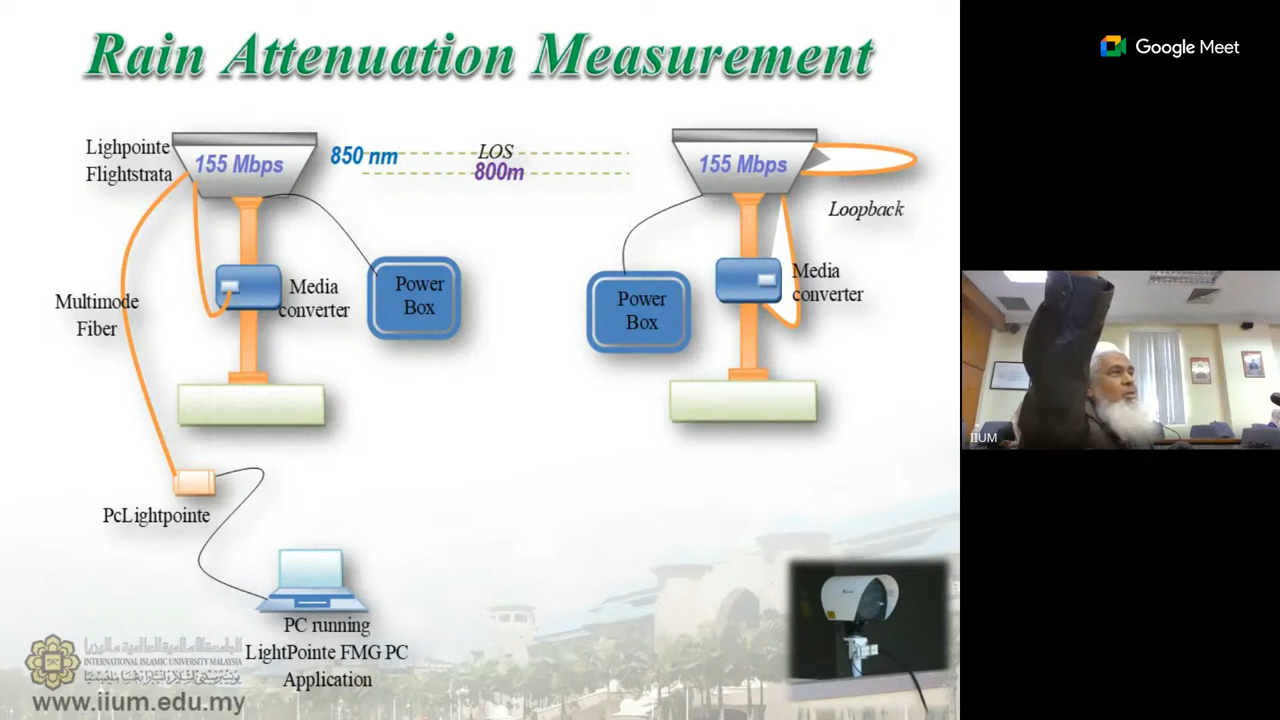 Rain Attenuation Measurement
Google Meet
Lighpointe
Flightstrata
155 Mbps
850 nm
LOS
800m
155 Mbps
Loopback
Multimode
Fiber
Media
converter
Power
Box
Power
Box
Media
converter
PcLightpointe
PC running
LightPointe FMG PC
Application
IIUM
INTERNATIONAL ISLAMIC UNIVERSITY MALAYSIA
www.iium.edu.my